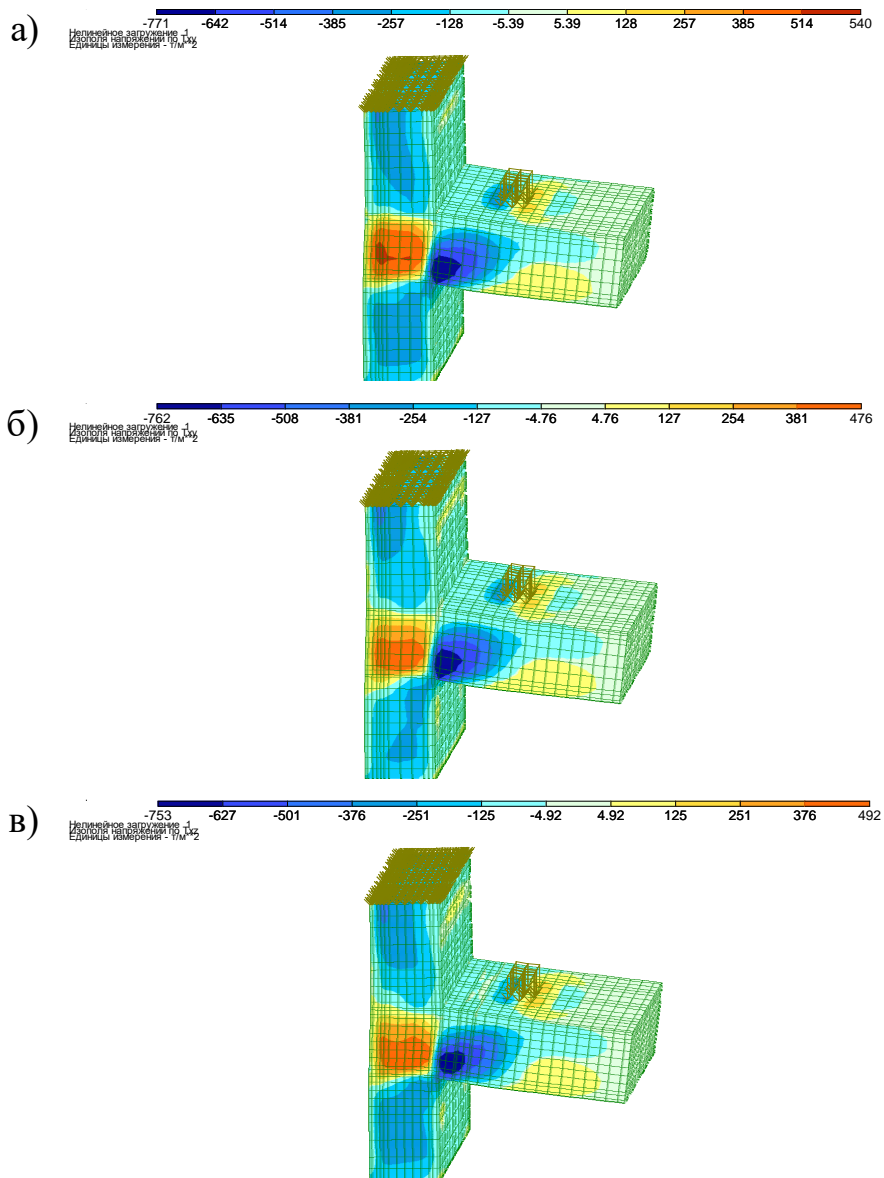 а)
-771 -642 -514 -385 -257 -128 -5.39 5.39 128 257 385 514 540
Нелинейное загружение 1
Изополя напряжений по Txy
Единицы измерения - т/м**2
б)
-762 -635 -508 -381 -254 -127 -4.76 4.76 127 254 381 476
Нелинейное загружение 1
Изополя напряжений по Txy
Единицы измерения - т/м**2
в)
-753 -627 -501 -376 -251 -125 -4.92 4.92 125 251 376 492
Нелинейное загружение 1
Изополя напряжений по Txz
Единицы измерения - т/м**2